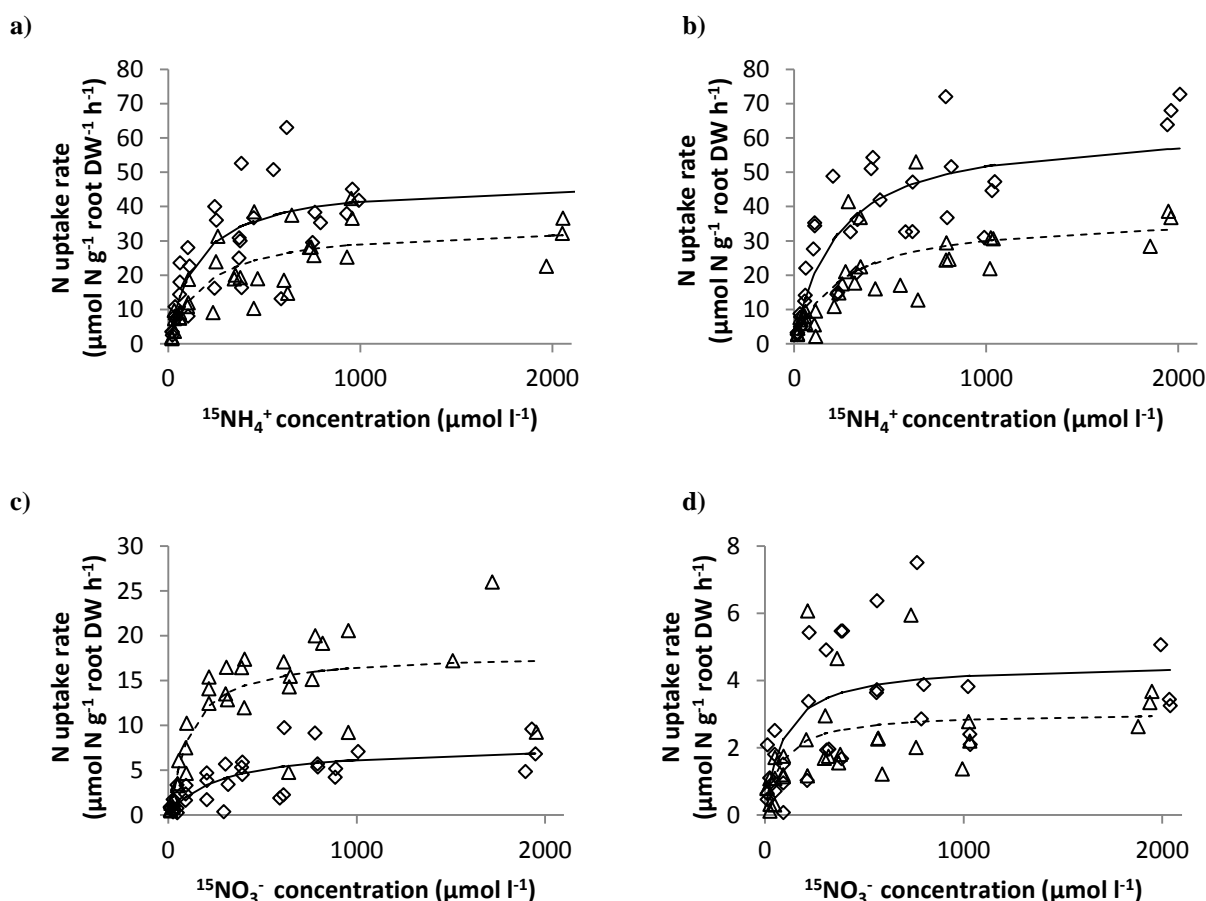 a)
N uptake rate
(µmol N g⁻¹ root DW⁻¹ h⁻¹)
80
70
60
50
40
30
20
10
0
0 1000 2000
¹⁵NH₄⁺ concentration (µmol l⁻¹)
b)
N uptake rate
(µmol N g⁻¹ root DW h⁻¹)
80
70
60
50
40
30
20
10
0
0 1000 2000
¹⁵NH₄⁺ concentration (µmol l⁻¹)
c)
N uptake rate
(µmol N g⁻¹ root DW h⁻¹)
30
25
20
15
10
5
0
0 1000 2000
¹⁵NO₃⁻ concentration (µmol l⁻¹)
d)
N uptake rate
(µmol N g⁻¹ root DW h⁻¹)
8
6
4
2
0
0 1000 2000
¹⁵NO₃⁻ concentration (µmol l⁻¹)